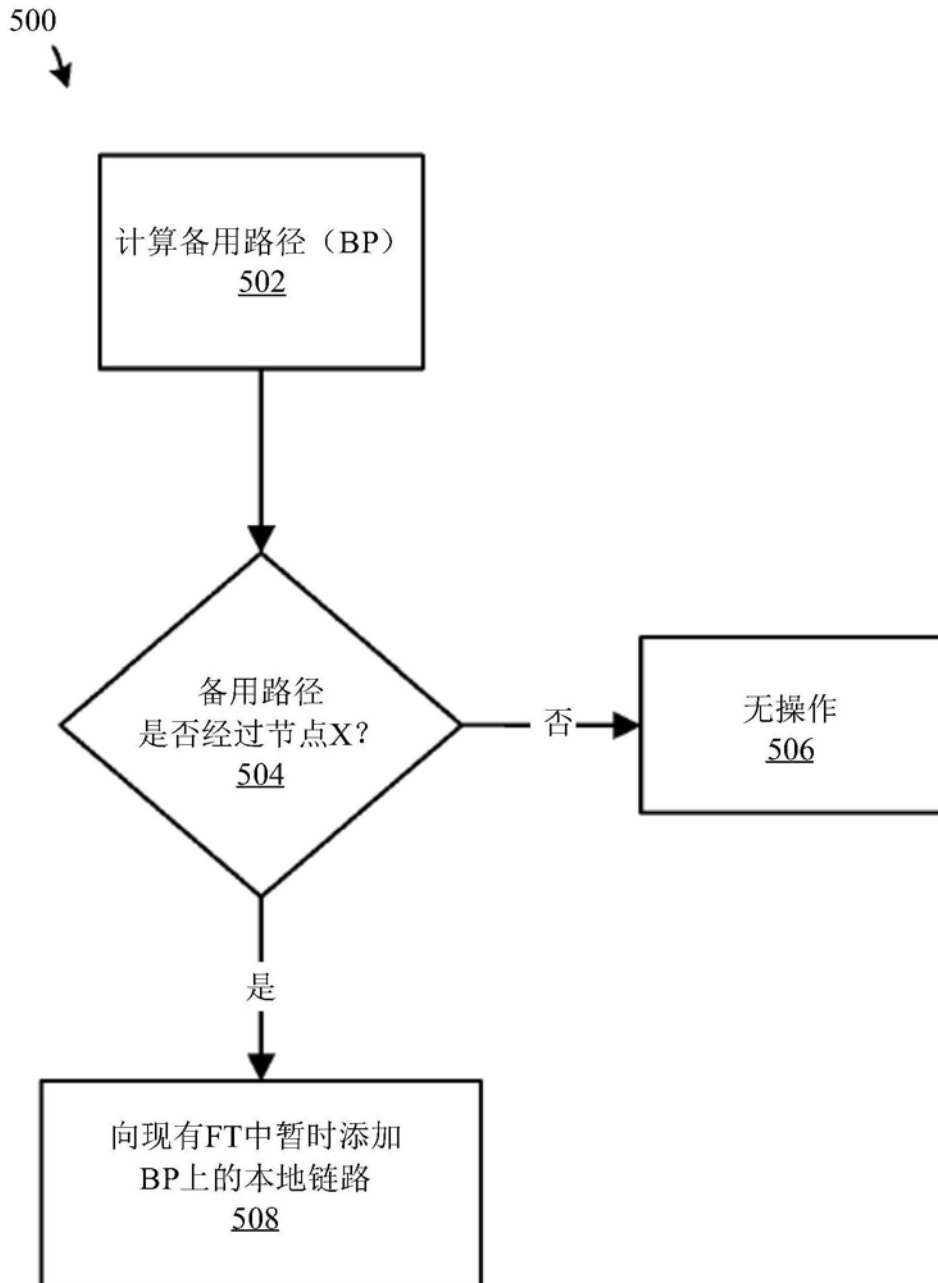 500
计算备用路径（BP）
502
备用路径
是否经过节点X？
504
否
无操作
506
是
向现有FT中暂时添加
BP上的本地链路
508